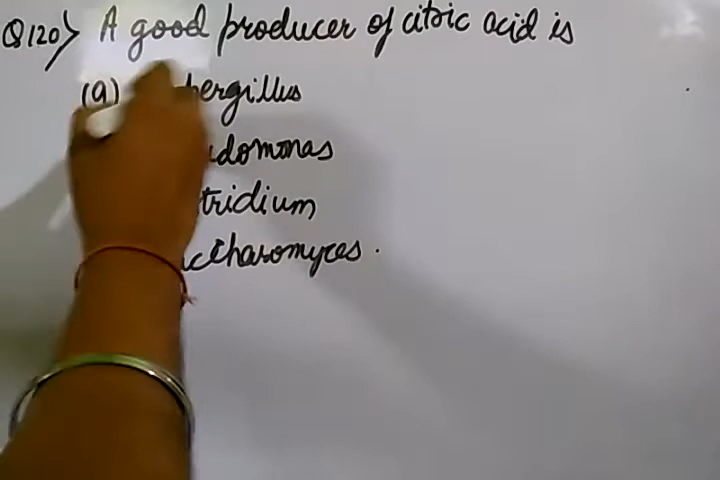 Q120> A good producer of citric acid is
(a) bergillus
domonas
tridium
ccharomyces.